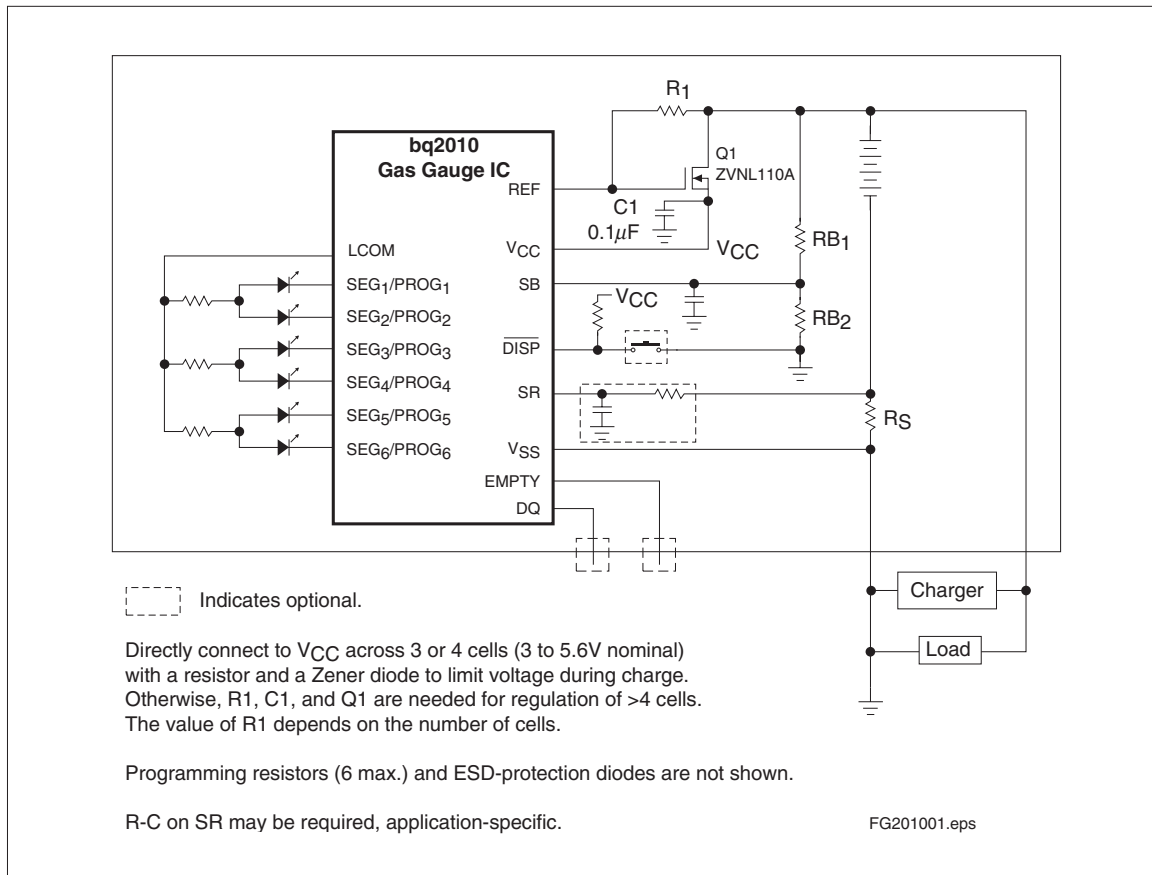 R1
bq2010
Gas Gauge IC
Q1
ZVNL110A
REF
C1
0.1µF
VCC
VCC
RB1
LCOM
SEG1/PROG1
SB
VCC
SEG2/PROG2
RB2
SEG3/PROG3
DISP
SEG4/PROG4
SR
SEG5/PROG5
RS
SEG6/PROG6
VSS
EMPTY
DQ
Charger
Load
Indicates optional.
Directly connect to VCC across 3 or 4 cells (3 to 5.6V nominal)
with a resistor and a Zener diode to limit voltage during charge.
Otherwise, R1, C1, and Q1 are needed for regulation of >4 cells.
The value of R1 depends on the number of cells.
Programming resistors (6 max.) and ESD-protection diodes are not shown.
R-C on SR may be required, application-specific.
FG201001.eps